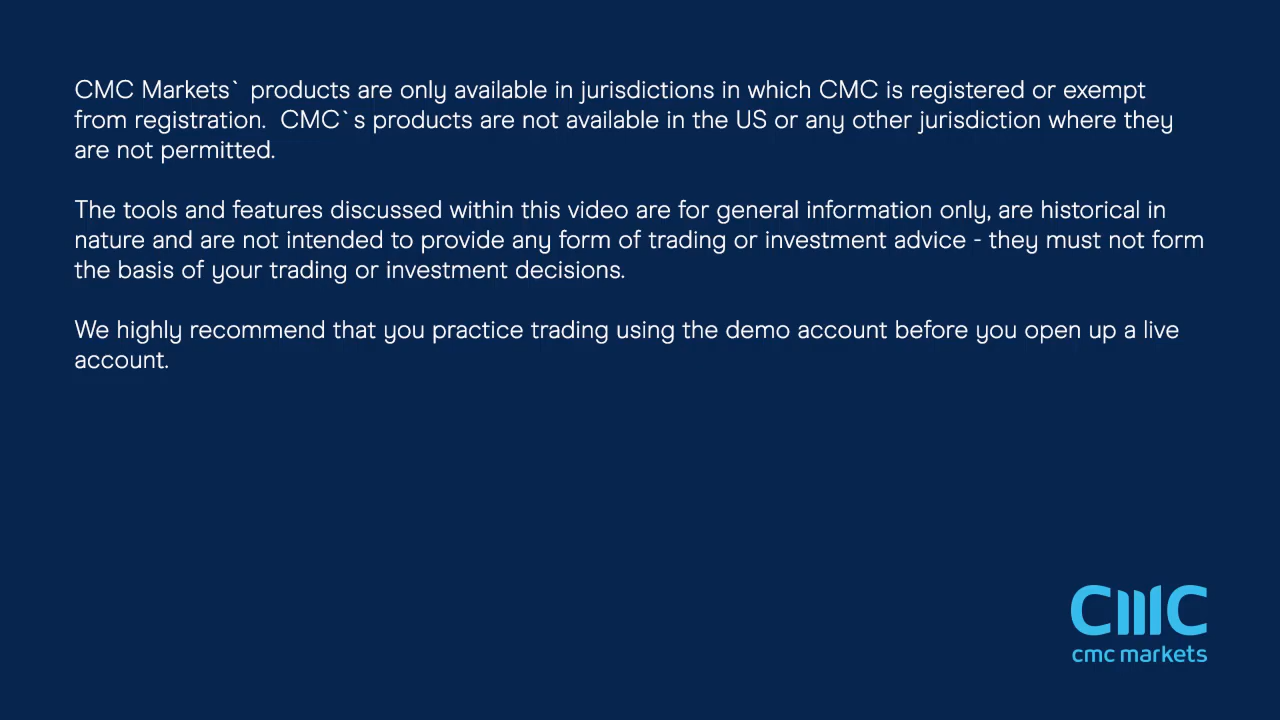 CMC Markets` products are only available in jurisdictions in which CMC is registered or exempt
from registration.  CMC`s products are not available in the US or any other jurisdiction where they
are not permitted.
The tools and features discussed within this video are for general information only, are historical in
nature and are not intended to provide any form of trading or investment advice - they must not form
the basis of your trading or investment decisions.
We highly recommend that you practice trading using the demo account before you open up a live
account.
CMC
cmc markets